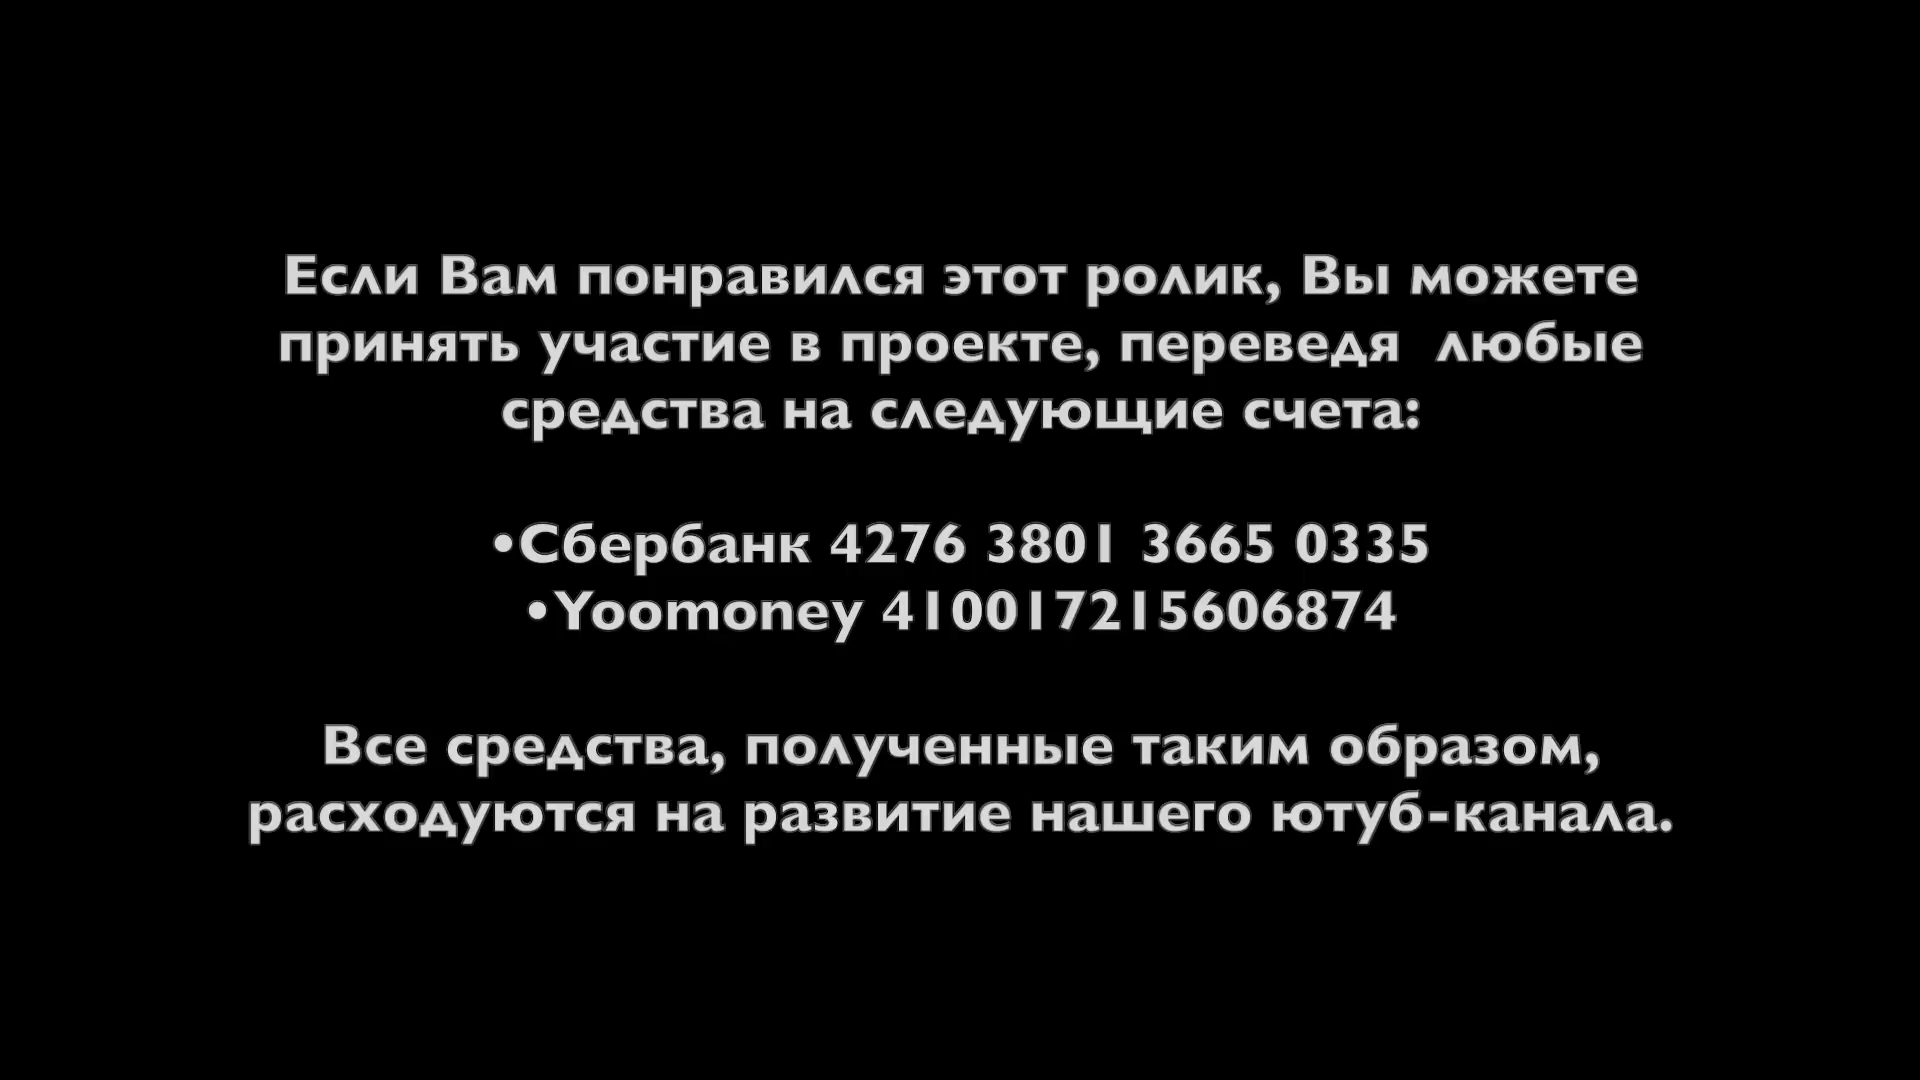 Если Вам понравился этот ролик, Вы можете
принять участие в проекте, переведя  любые
средства на следующие счета:
•Сбербанк 4276 3801 3665 0335
•Yoomoney 410017215606874
Все средства, полученные таким образом,
расходуются на развитие нашего ютуб-канала.